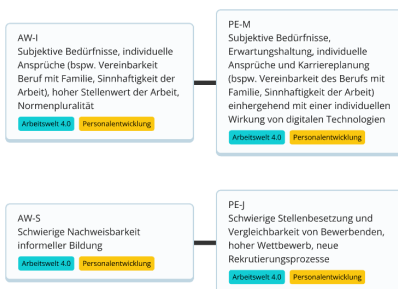 AW-I
Subjektive Bedürfnisse, individuelle
Ansprüche (bspw. Vereinbarkeit
Beruf mit Familie, Sinnhaftigkeit der
Arbeit), hoher Stellenwert der Arbeit,
Normenpluralität
Arbeitswelt 4.0 Personalentwicklung
PE-M
Subjektive Bedürfnisse,
Erwartungshaltung, individuelle
Ansprüche und Karriereplanung
(bspw. Vereinbarkeit des Berufs mit
Familie, Sinnhaftigkeit der Arbeit)
einhergehend mit einer individuellen
Wirkung von digitalen Technologien
Arbeitswelt 4.0 Personalentwicklung
AW-S
Schwierige Nachweisbarkeit
informeller Bildung
Arbeitswelt 4.0 Personalentwicklung
PE-J
Schwierige Stellenbesetzung und
Vergleichbarkeit von Bewerbenden,
hoher Wettbewerb, neue
Rekrutierungsprozesse
Arbeitswelt 4.0 Personalentwicklung